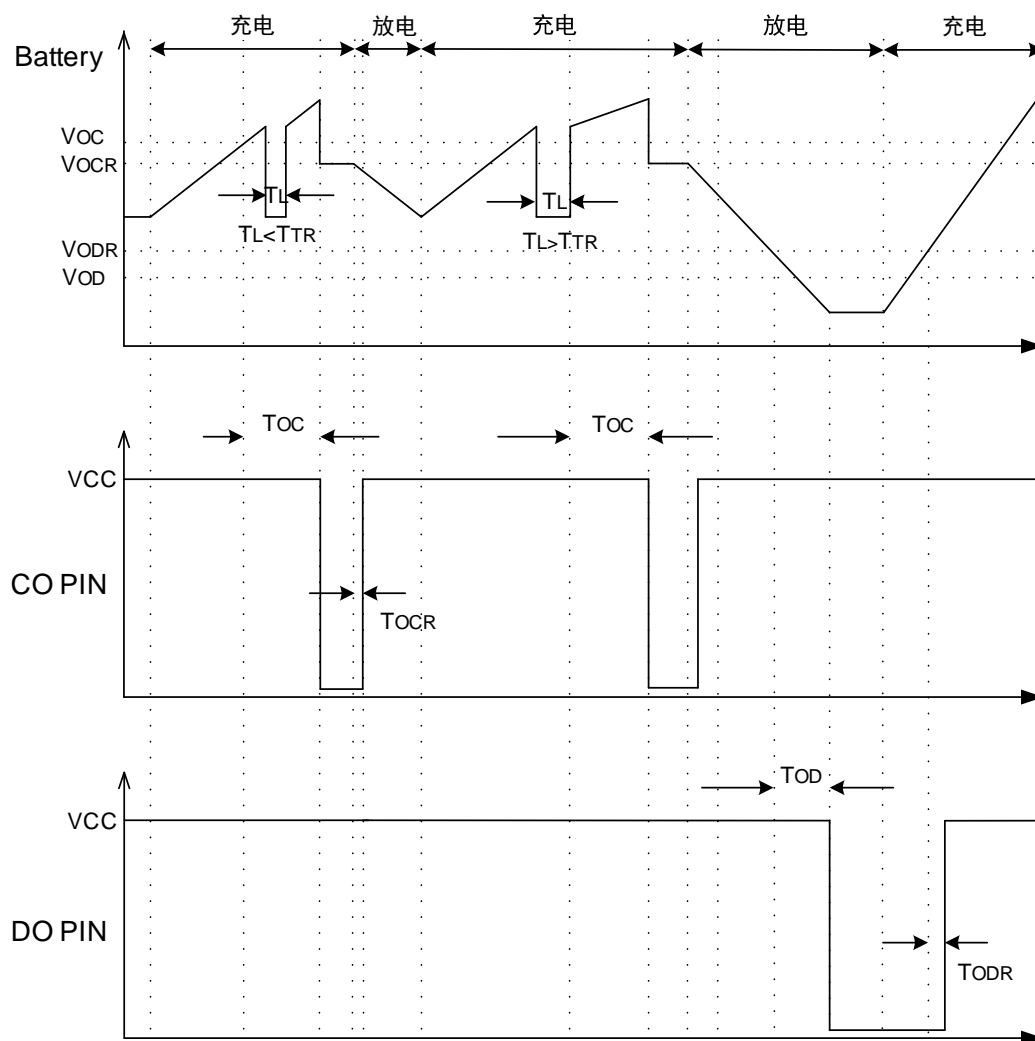 充电 放电 充电 放电 充电
Battery
VOC
VOCR
TL TL
TL<TTR TL>TTR
VODR
VOD
TOC TOC
VCC
CO PIN
TOCR
TOD
VCC
DO PIN
TODR